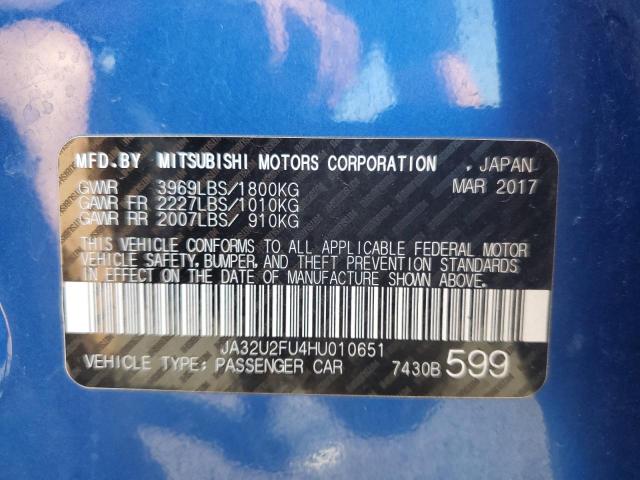 MFD.BY MITSUBISHI MOTORS CORPORATION , JAPAN
GVWR 3969LBS/1800KG MAR 2017
GAWR FR 2227LBS/1010KG
GAWR RR 2007LBS/ 910KG
THIS VEHICLE CONFORMS TO ALL APPLICABLE FEDERAL MOTOR
VEHICLE SAFETY, BUMPER, AND THEFT PREVENTION STANDARDS
IN EFFECT ON THE DATE OF MANUFACTURE SHOWN ABOVE.
JA32U2FU4HU010651
VEHICLE TYPE: PASSENGER CAR 7430B 599